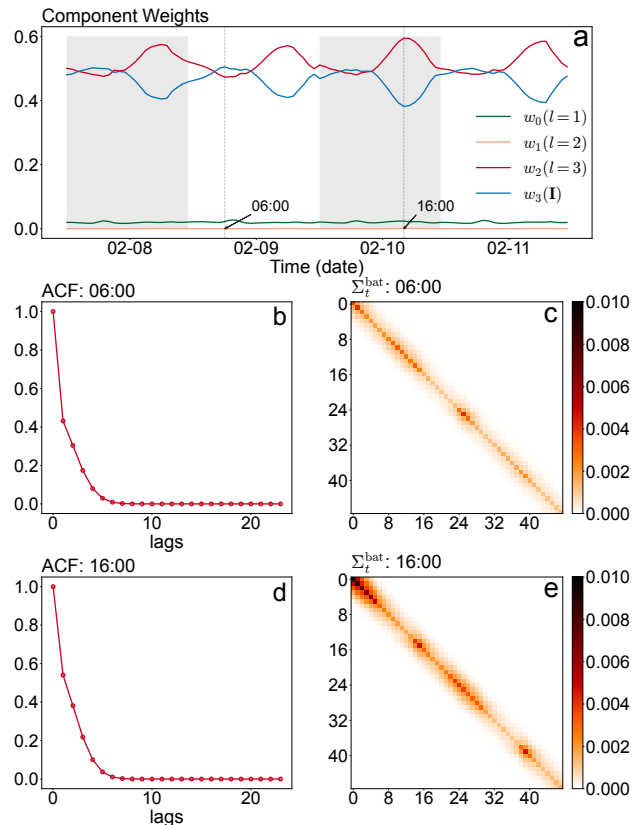 Component Weights
a
0.6
0.4
0.2
0.0
w₀(l=1)
w₁(l=2)
w₂(l=3)
w₃(I)
06:00
16:00
02-08 02-09 02-10 02-11
Time (date)
ACF: 06:00
b
1.0
0.8
0.6
0.4
0.2
0.0
0 10 20
lags
Σₜᵇᵃᵗ: 06:00
c
0
8
16
24
32
40
0 8 16 24 32 40
0.010
0.008
0.006
0.004
0.002
0.000
ACF: 16:00
d
1.0
0.8
0.6
0.4
0.2
0.0
0 10 20
lags
Σₜᵇᵃᵗ: 16:00
e
0
8
16
24
32
40
0 8 16 24 32 40
0.010
0.008
0.006
0.004
0.002
0.000